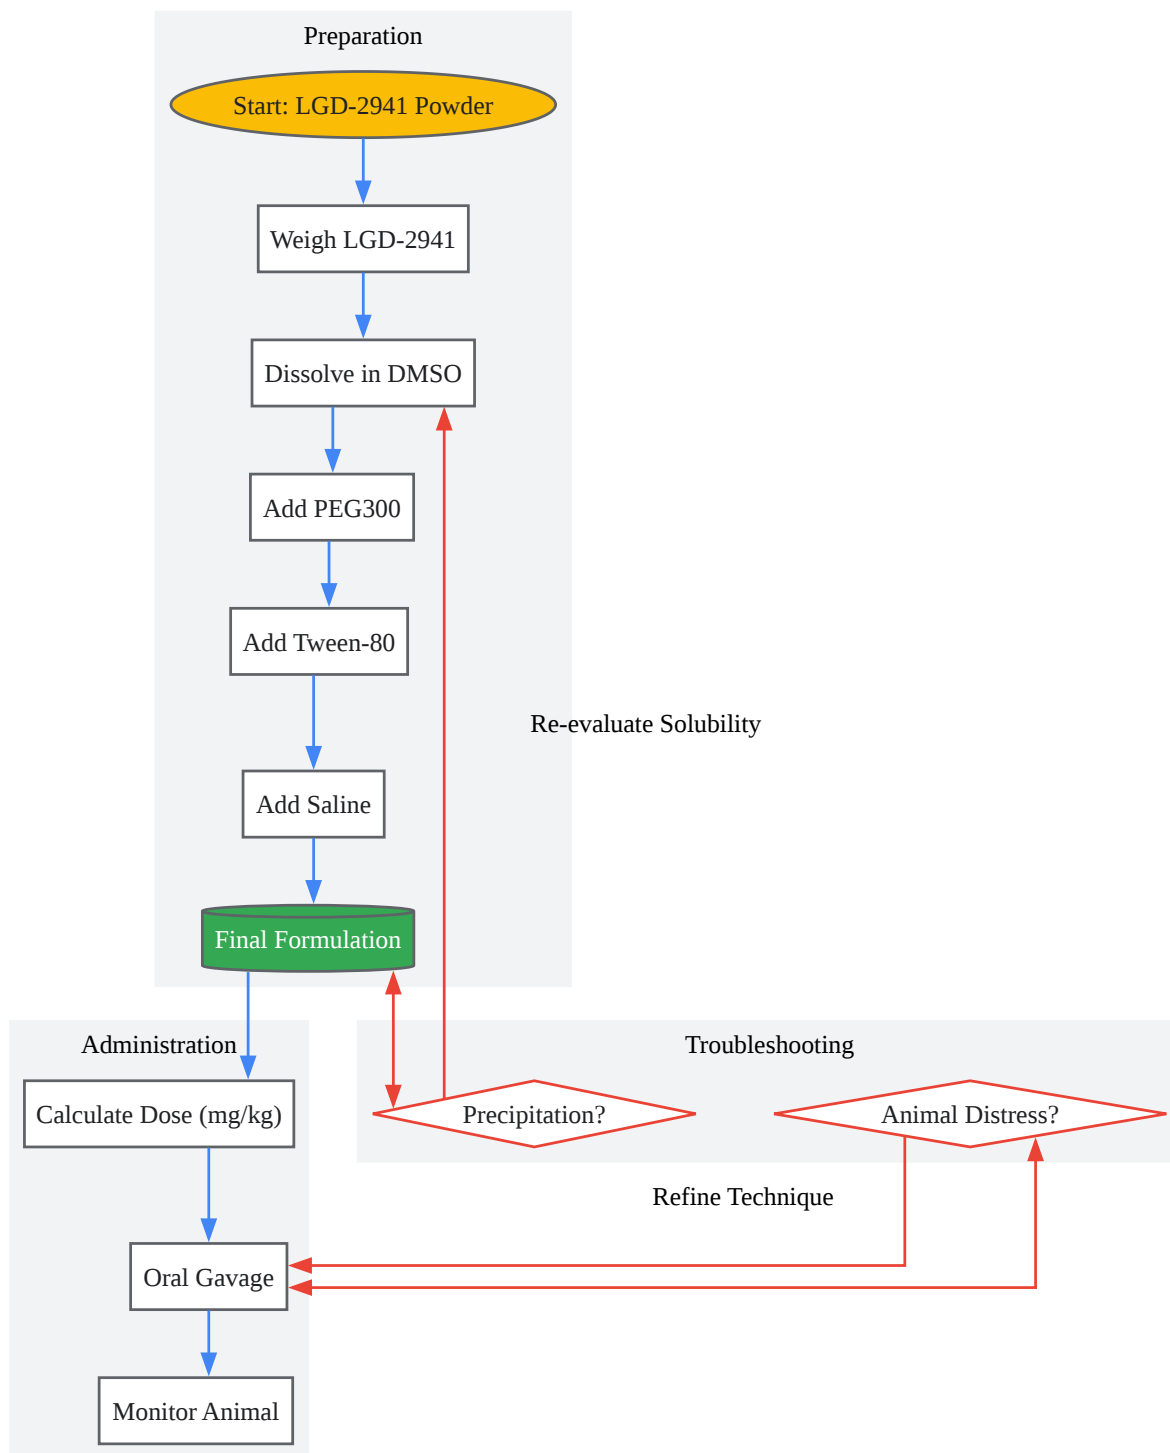 Preparation
Start: LGD-2941 Powder
Weigh LGD-2941
Dissolve in DMSO
Add PEG300
Add Tween-80
Re-evaluate Solubility
Add Saline
Final Formulation
Administration
Troubleshooting
Calculate Dose (mg/kg)
Precipitation?
Animal Distress?
Refine Technique
Oral Gavage
Monitor Animal